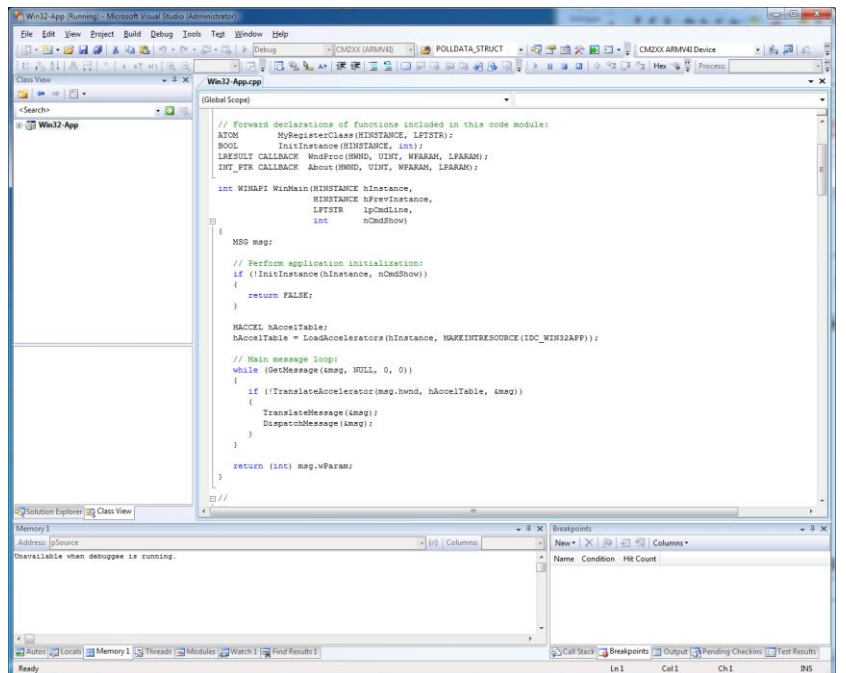 Win32-App (Running) - Microsoft Visual Studio (Administrator)
File Edit View Project Build Debug Tools Test Window Help
Debug CM2XX (ARMV4I) POLLDATA_STRUCT CM2XX ARMV4I Device
Hex Process:
Class View
Win32-App.cpp
(Global Scope)
<Search>
Win32-App
// Forward declarations of functions included in this code module:
ATOM MyRegisterClass(HINSTANCE, LPTSTR);
BOOL InitInstance(HINSTANCE, int);
LRESULT CALLBACK WndProc(HWND, UINT, WPARAM, LPARAM);
INT_PTR CALLBACK About(HWND, UINT, WPARAM, LPARAM);
int WINAPI WinMain(HINSTANCE hInstance,
HINSTANCE hPrevInstance,
LPTSTR lpCmdLine,
int nCmdShow)
{
MSG msg;
// Perform application initialization:
if (!InitInstance(hInstance, nCmdShow))
{
return FALSE;
}
HACCEL hAccelTable;
hAccelTable = LoadAccelerators(hInstance, MAKEINTRESOURCE(IDC_WIN32APP));
// Main message loop:
while (GetMessage(&msg, NULL, 0, 0))
{
if (!TranslateAccelerator(msg.hwnd, hAccelTable, &msg))
{
TranslateMessage(&msg);
DispatchMessage(&msg);
}
}
return (int) msg.wParam;
}
//
Solution Explorer Class View
Memory 1
Address: pSource Columns:
Unavailable when debuggee is running.
Breakpoints
New Columns
Name Condition Hit Count
Autos Locals Memory 1 Threads Modules Watch 1 Find Results 1
Call Stack Breakpoints Output Pending Checkins Test Results
Ready Ln 1 Col 1 Ch 1 INS